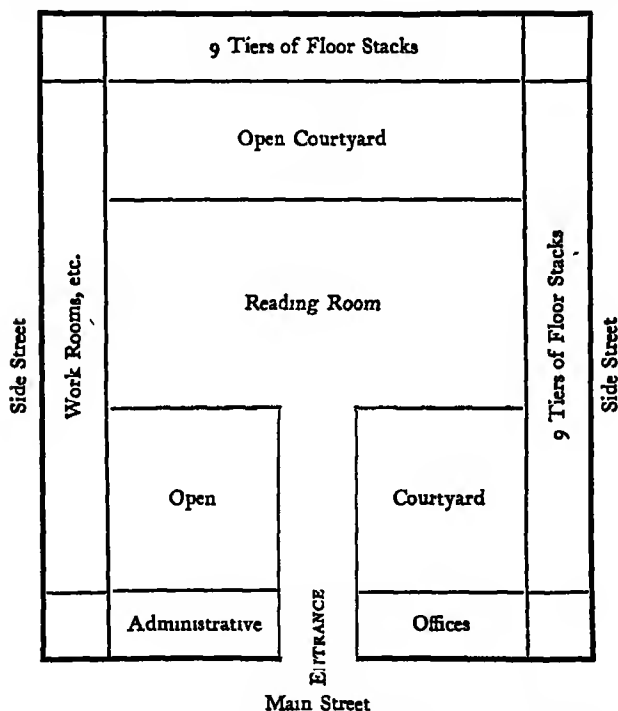 9 Tiers of Floor Stacks
Open Courtyard
Side Street
Work Rooms, etc.
Reading Room
9 Tiers of Floor Stacks
Side Street
Open
Courtyard
Administrative
ENTRANCE
Offices
Main Street